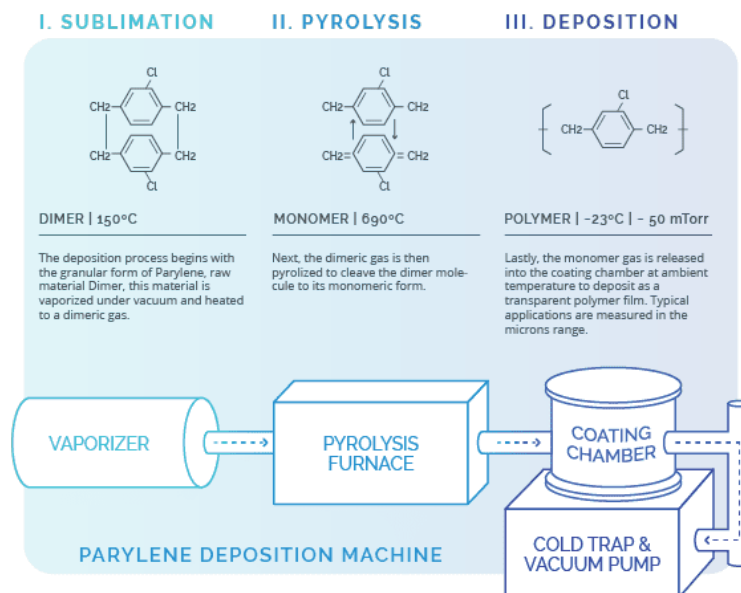 I. SUBLIMATION
II. PYROLYSIS
III. DEPOSITION
Cl
CH2
CH2
CH2
CH2
Cl
Cl
CH2
CH2
CH2=
=CH2
Cl
Cl
CH2
CH2
DIMER | 150ºC
MONOMER | 690ºC
POLYMER | ~23ºC | ~ 50 mTorr
The deposition process begins with
the granular form of Parylene, raw
material Dimer, this material is
vaporized under vacuum and heated
to a dimeric gas.
Next, the dimeric gas is then
pyrolized to cleave the dimer mole-
cule to its monomeric form.
Lastly, the monomer gas is released
into the coating chamber at ambient
temperature to deposit as a
transparent polymer film. Typical
applications are measured in the
microns range.
VAPORIZER
PYROLYSIS
FURNACE
COATING
CHAMBER
COLD TRAP &
VACUUM PUMP
PARYLENE DEPOSITION MACHINE